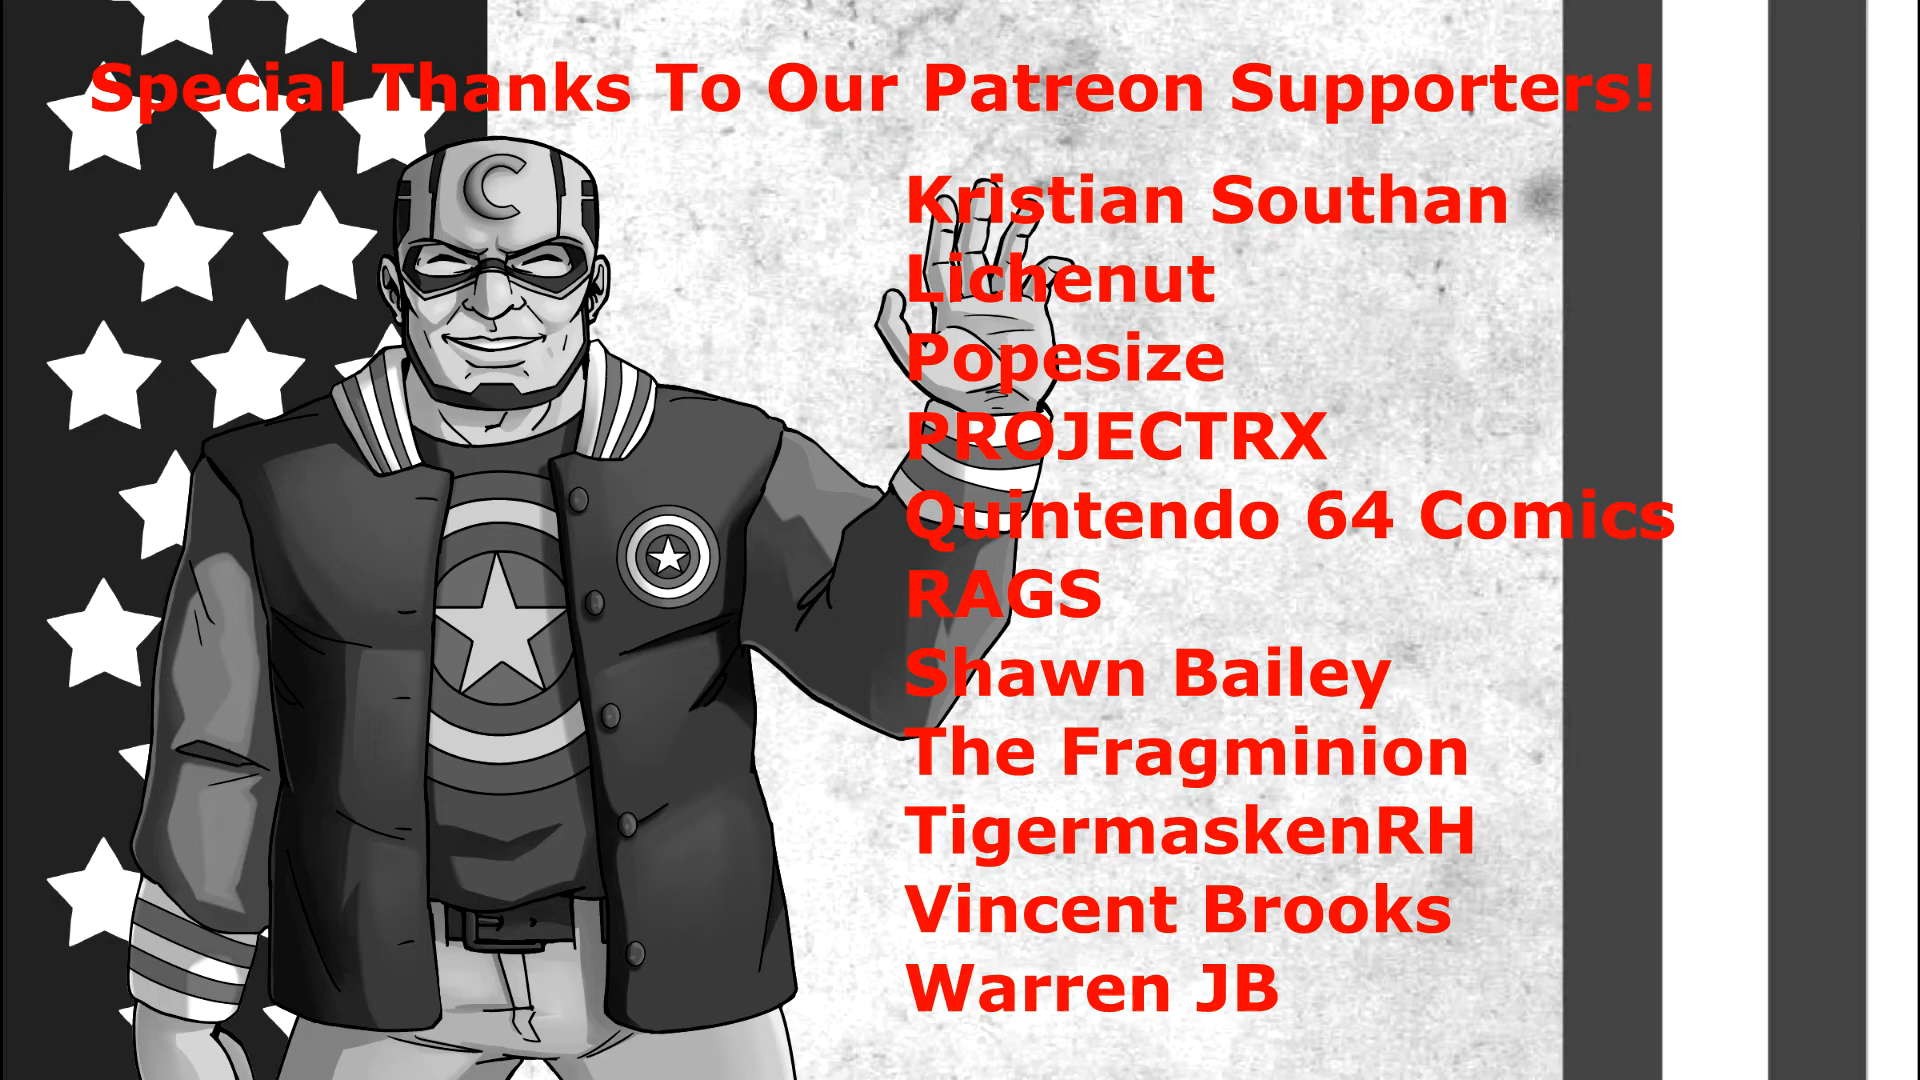 Special Thanks To Our Patreon Supporters!
C
Kristian Southan
Lichenut
Popesize
PROJECTRX
Quintendo 64 Comics
RAGS
Shawn Bailey
The Fragminion
TigermaskenRH
Vincent Brooks
Warren JB